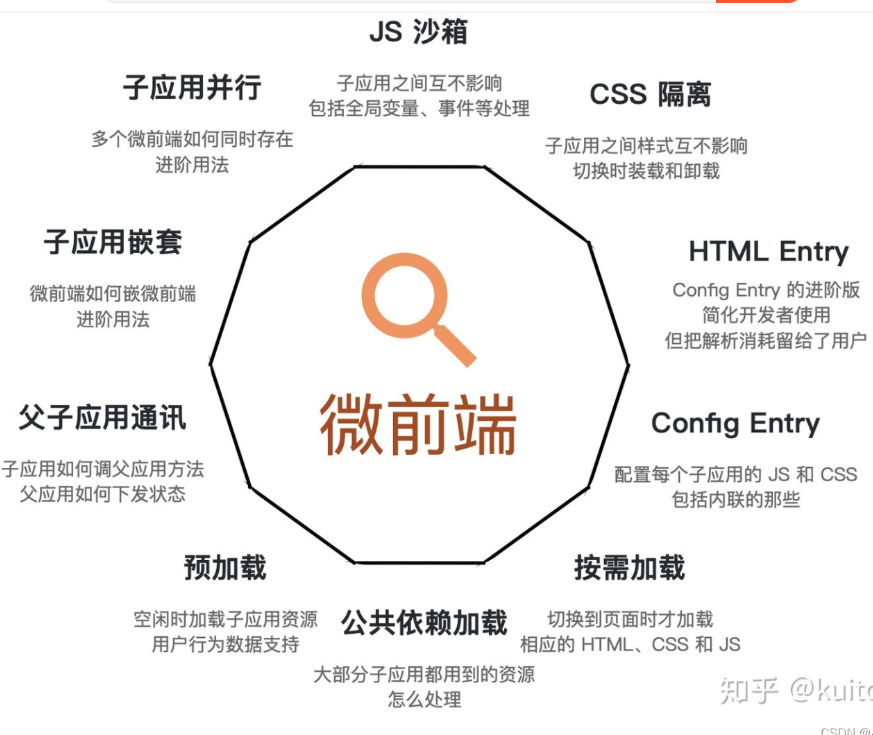 JS 沙箱
子应用之间互不影响
包括全局变量、事件等处理
子应用并行
多个微前端如何同时存在
进阶用法
CSS 隔离
子应用之间样式互不影响
切换时装载和卸载
子应用嵌套
微前端如何嵌微前端
进阶用法
HTML Entry
Config Entry 的进阶版
简化开发者使用
但把解析消耗留给了用户
微前端
父子应用通讯
子应用如何调父应用方法
父应用如何下发状态
Config Entry
配置每个子应用的 JS 和 CSS
包括内联的那些
预加载
空闲时加载子应用资源
用户行为数据支持
按需加载
切换到页面时才加载
相应的 HTML、CSS 和 JS
公共依赖加载
大部分子应用都用到的资源
怎么处理
知乎 @kuito
CSDN @